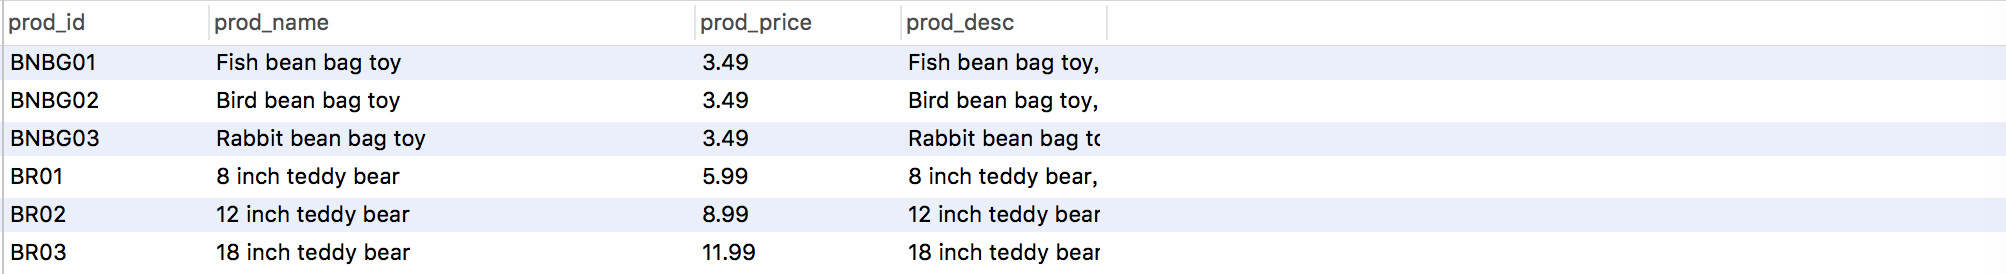 prod_id prod_name prod_price prod_desc
BNBG01 Fish bean bag toy 3.49 Fish bean bag toy,
BNBG02 Bird bean bag toy 3.49 Bird bean bag toy,
BNBG03 Rabbit bean bag toy 3.49 Rabbit bean bag
BR01 8 inch teddy bear 5.99 8 inch teddy bear,
BR02 12 inch teddy bear 8.99 12 inch teddy bear
BR03 18 inch teddy bear 11.99 18 inch teddy bear